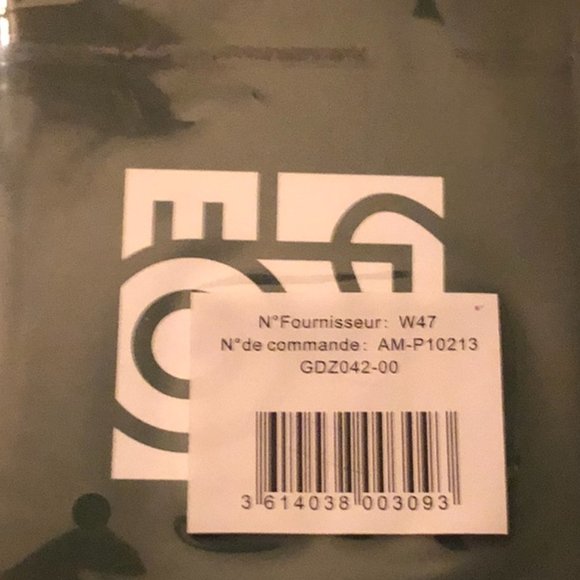 N°Fournisseur: W47
N°de commande: AM-P10213
GDZ042-00
3 614038 003093